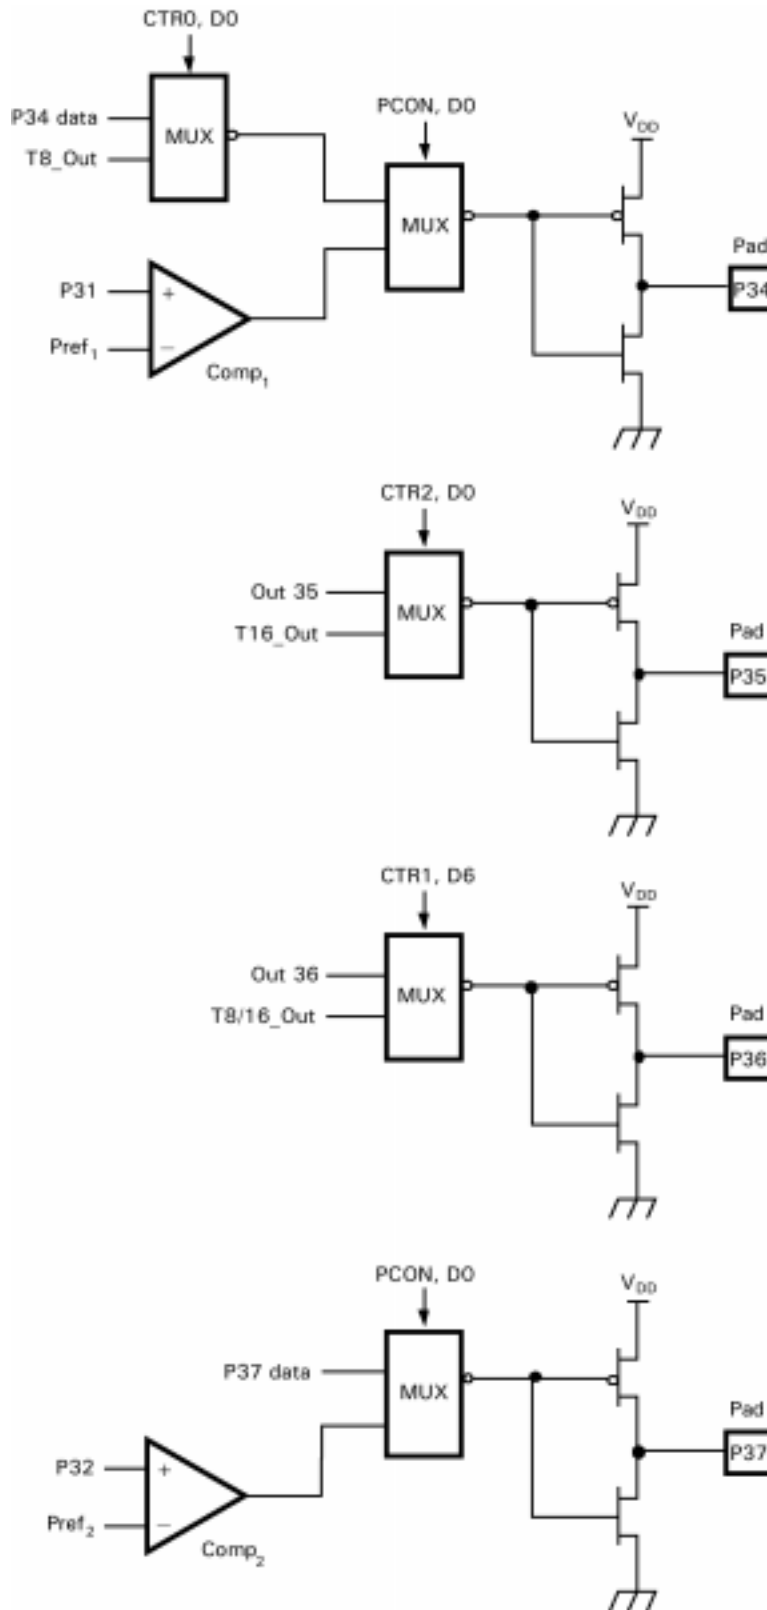 CTR0, D0
P34 data
T8_Out
MUX
PCON, D0
MUX
VDD
Pad
P34
P31
+
Pref1
–
Comp1
CTR2, D0
Out 35
T16_Out
MUX
VDD
Pad
P35
CTR1, D6
Out 36
T8/16_Out
MUX
VDD
Pad
P36
PCON, D0
P37 data
MUX
VDD
Pad
P37
P32
+
Pref2
–
Comp2